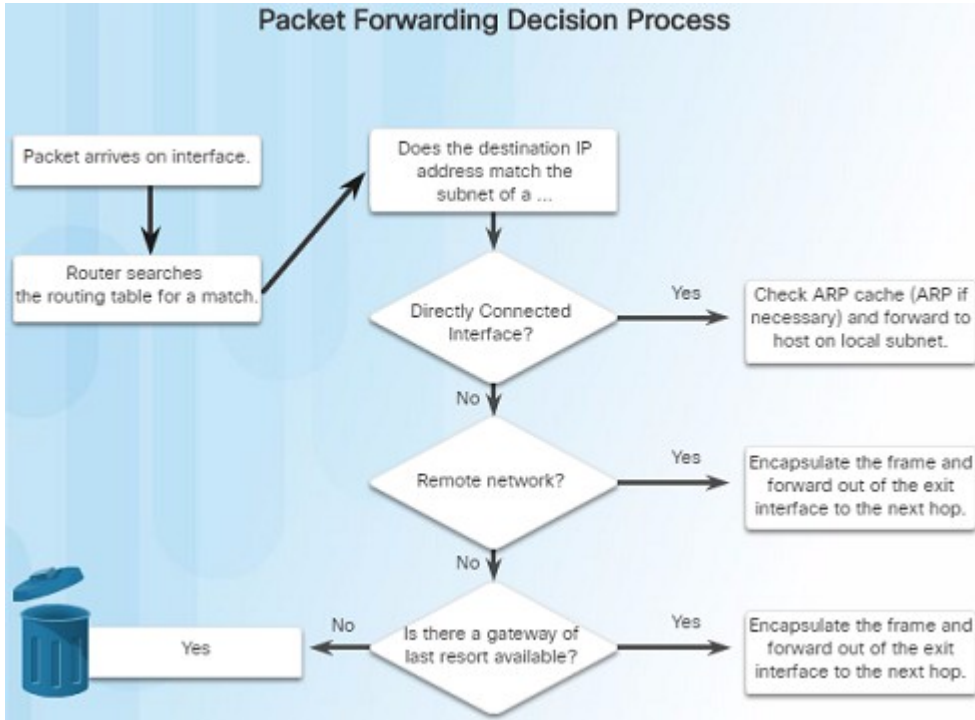 Packet Forwarding Decision Process
Packet arrives on interface.
Router searches
the routing table for a match.
Does the destination IP
address match the
subnet of a ...
Directly Connected
Interface?
Yes
Check ARP cache (ARP if
necessary) and forward to
host on local subnet.
No
Remote network?
Yes
Encapsulate the frame and
forward out of the exit
interface to the next hop.
No
Is there a gateway of
last resort available?
Yes
Encapsulate the frame and
forward out of the exit
interface to the next hop.
No
Yes